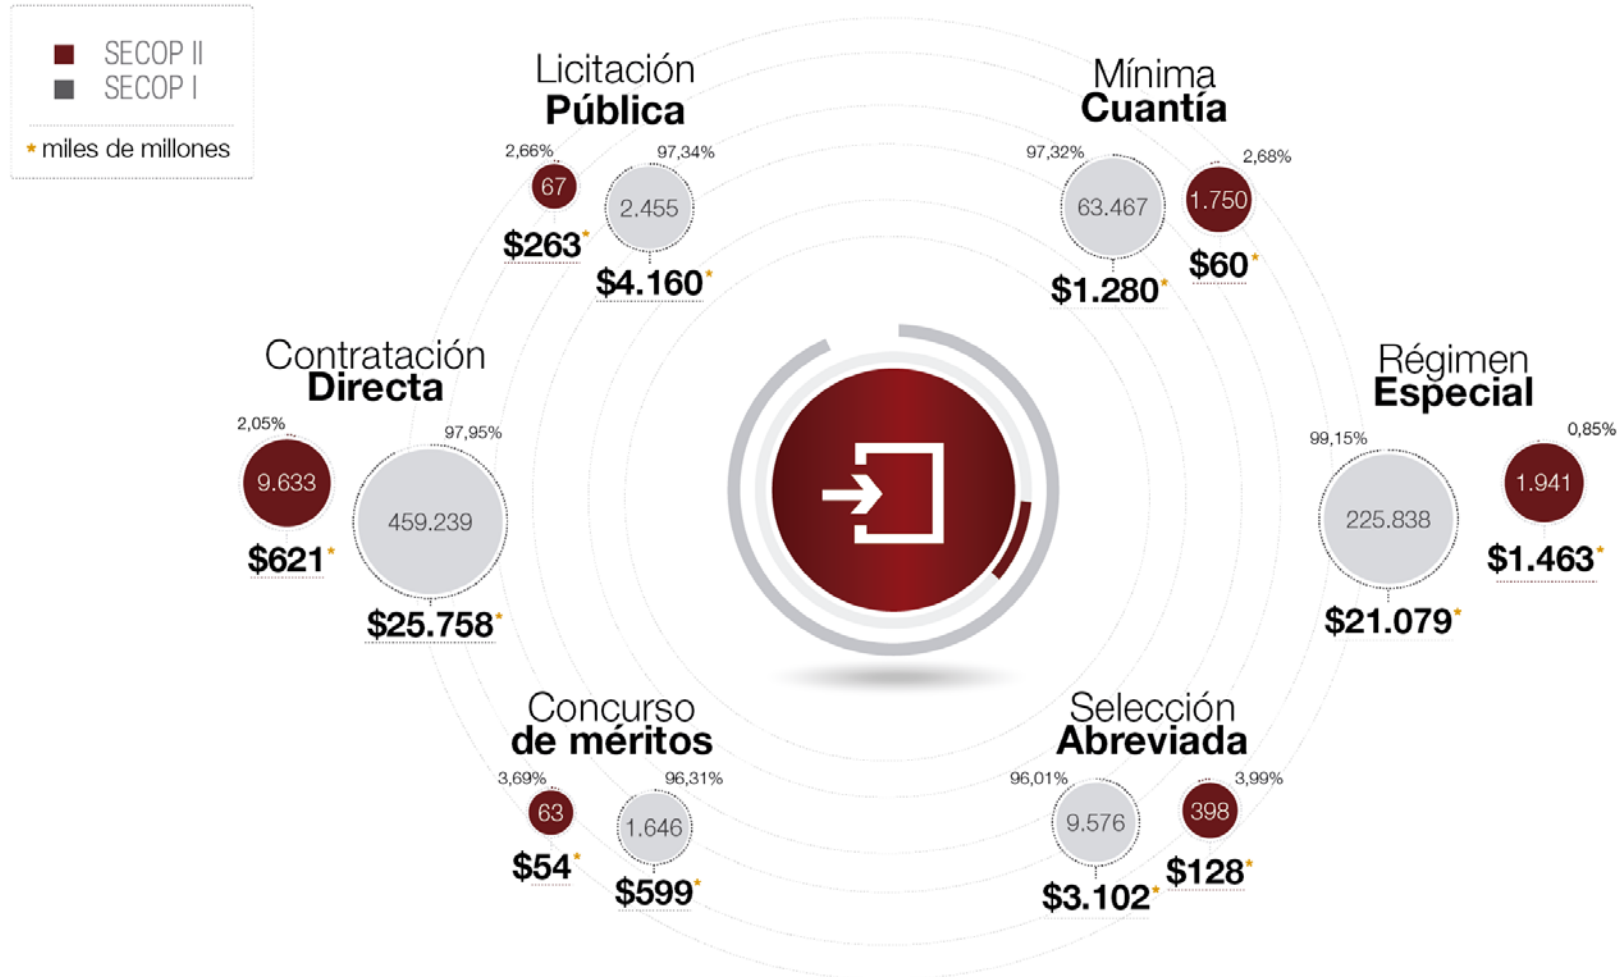 SECOP II
SECOP I
* miles de millones
Licitación
Pública
2,66%
97,34%
67
2.455
$263*
$4.160*
Mínima
Cuantía
97,32%
2,68%
63.467
1.750
$1.280*
$60*
Contratación
Directa
2,05%
97,95%
9.633
459.239
$621*
$25.758*
Régimen
Especial
99,15%
0,85%
225.838
1.941
$21.079*
$1.463*
Concurso
de méritos
3,69%
96,31%
63
1.646
$54*
$599*
Selección
Abreviada
96,01%
3,99%
9.576
398
$3.102*
$128*